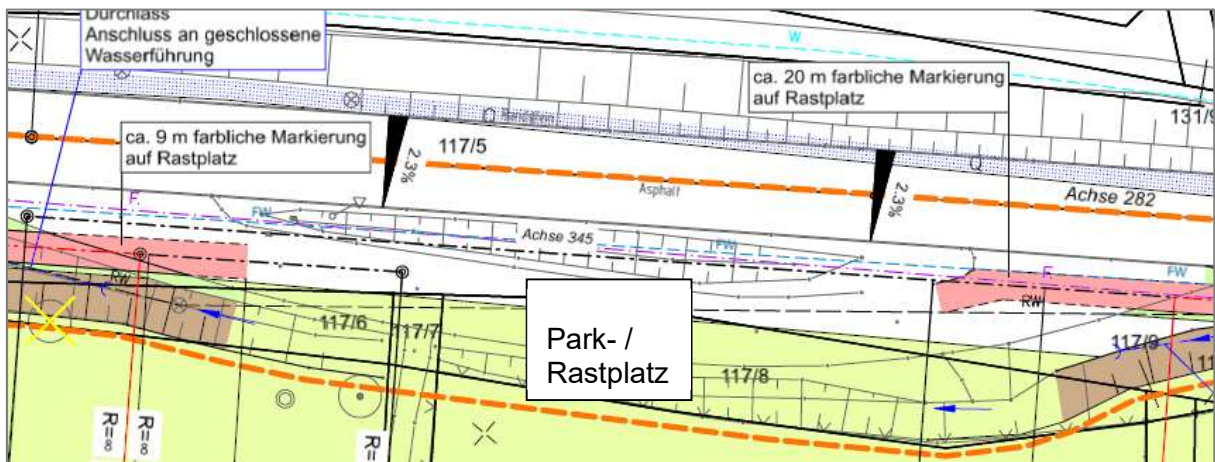 Durchlass
Anschluss an geschlossene
Wasserführung
W
ca. 20 m farbliche Markierung
auf Rastplatz
131/9
ca. 9 m farbliche Markierung
auf Rastplatz
117/5
2.3%
Asphalt
2.3%
Achse 282
F
FW
Achse 345
FW
F
FW
RW
RW
117/6
117/7
Park- /
Rastplatz
117/8
117/9
R=8
R=8
R=